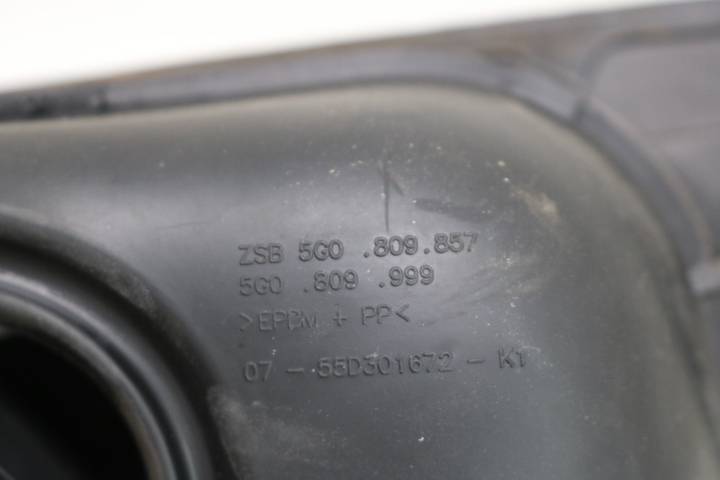 ZSB 5G0 .809.857
5G0 .809 .999
>EPDM + PP<
07 - 55D301672 - K1